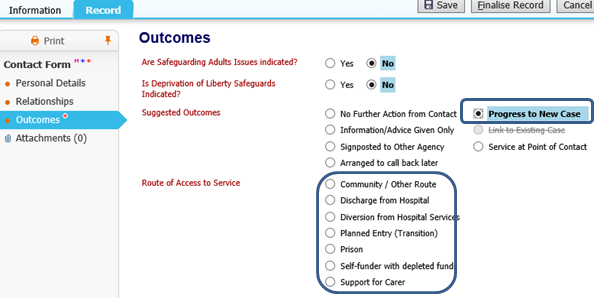 Information Record Save Finalise Record Cancel
Print
Outcomes
Contact Form M * *
Personal Details
Relationships
Outcomes
Attachments (0)
Are Safeguarding Adults Issues indicated? Yes No
Is Deprivation of Liberty Safeguards Yes No
Indicated?
Suggested Outcomes No Further Action from Contact Progress to New Case
Information/Advice Given Only Link to Existing Case
Signposted to Other Agency Service at Point of Contact
Arranged to call back later
Route of Access to Service Community / Other Route
Discharge from Hospital
Diversion from Hospital Services
Planned Entry (Transition)
Prison
Self-funder with depleted fund
Support for Carer